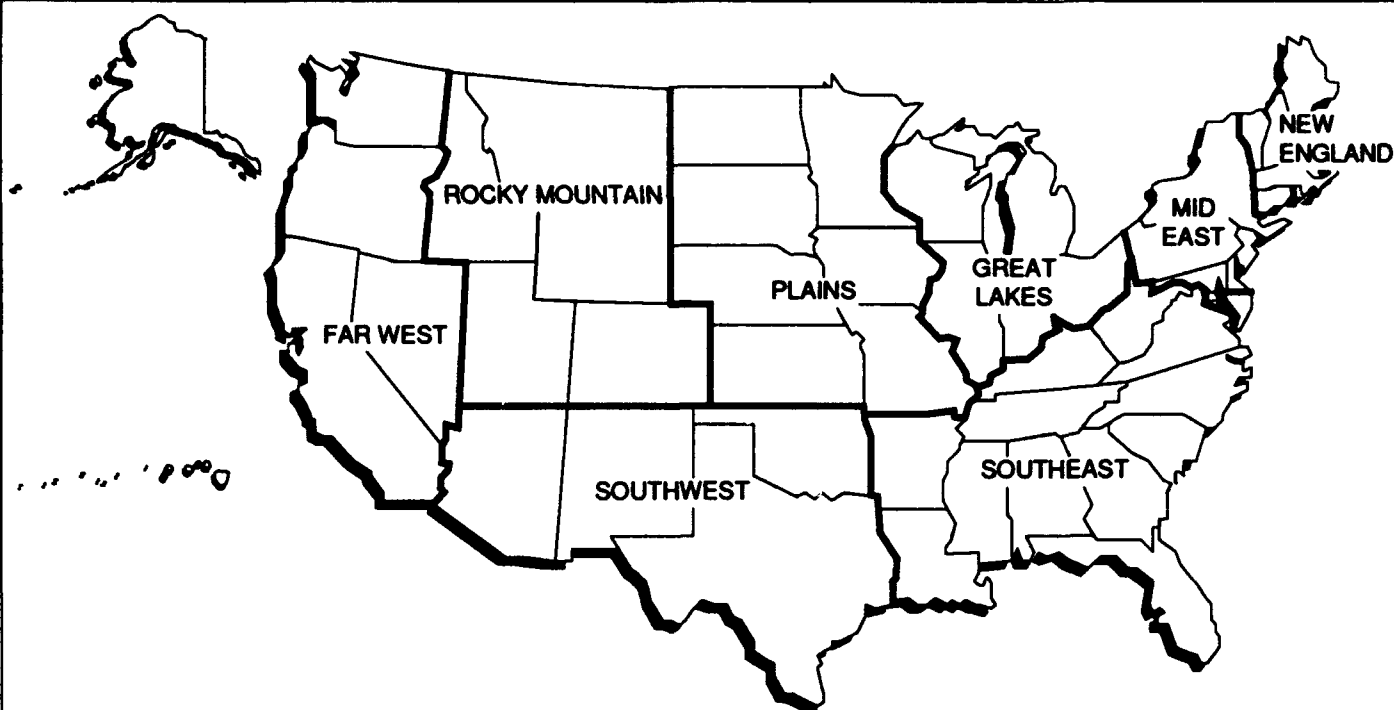 NEW
ENGLAND
ROCKY MOUNTAIN
MID
EAST
GREAT
LAKES
PLAINS
FAR WEST
SOUTHEAST
SOUTHWEST